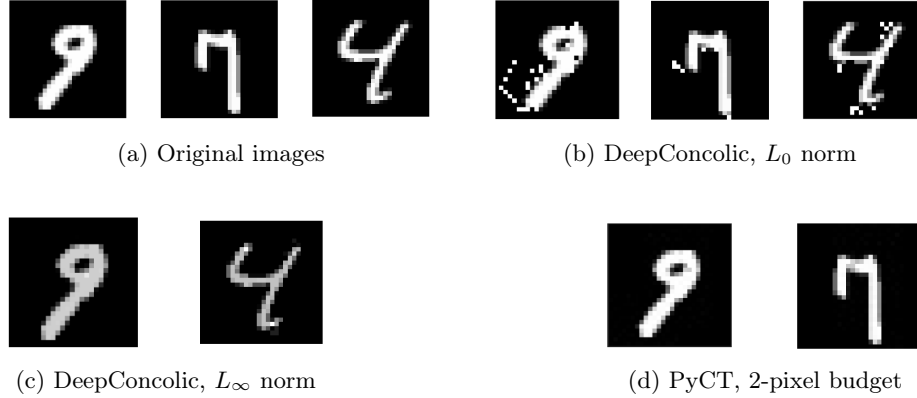 (a) Original images
(b) DeepConcolic, L₀ norm
(c) DeepConcolic, L∞ norm
(d) PyCT, 2-pixel budget